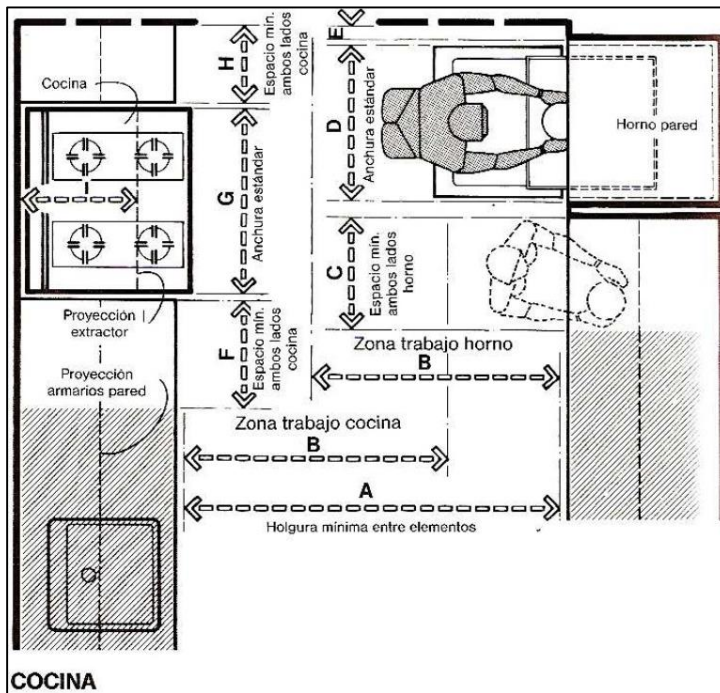 H
Espacio mín.
ambos lados
cocina
E
Cocina
D
Anchura estándar
Horno pared
G
Anchura estándar
I
C
Espacio mín.
ambos lados
horno
Proyección
extractor
F
Espacio mín.
ambos lados
cocina
Zona trabajo horno
B
Proyección
armarios pared
Zona trabajo cocina
B
A
Holgura mínima entre elementos
COCINA